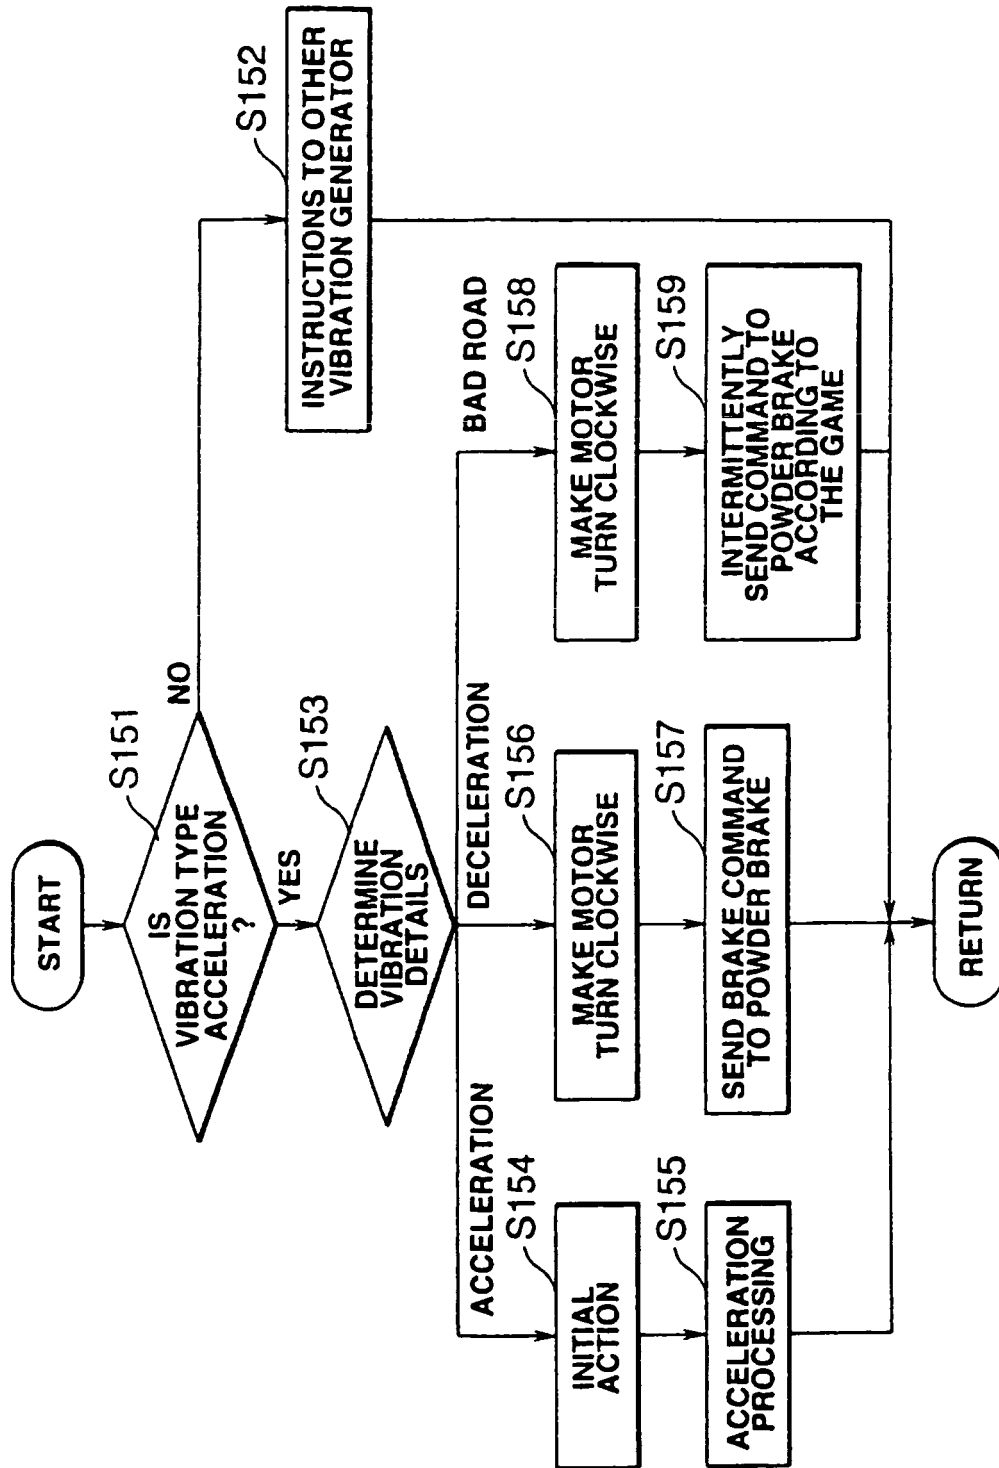 START
S151
IS
VIBRATION TYPE
ACCELERATION
?
NO
YES
S152
INSTRUCTIONS TO OTHER
VIBRATION GENERATOR
S153
DETERMINE
VIBRATION
DETAILS
ACCELERATION
DECELERATION
BAD ROAD
S154
INITIAL
ACTION
S156
MAKE MOTOR
TURN CLOCKWISE
S158
MAKE MOTOR
TURN CLOCKWISE
S155
ACCELERATION
PROCESSING
S157
SEND BRAKE COMMAND
TO POWDER BRAKE
S159
INTERMITTENTLY
SEND COMMAND TO
POWDER BRAKE
ACCORDING TO
THE GAME
RETURN